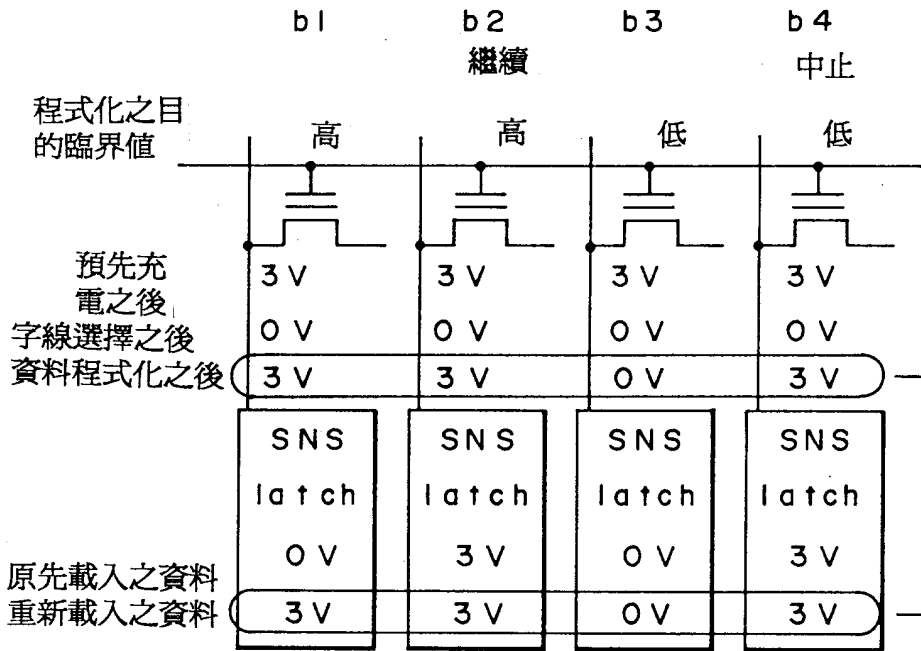 b1 b2 b3 b4
繼續 中止
程式化之目
的臨界值
高 高 低 低
預先充
電之後
3V 3V 3V 3V
字線選擇之後 0V 0V 0V 0V
資料程式化之後 3V 3V 0V 3V
SNS SNS SNS SNS
latch latch latch latch
0V 3V 0V 3V
原先載入之資料
重新載入之資料 3V 3V 0V 3V